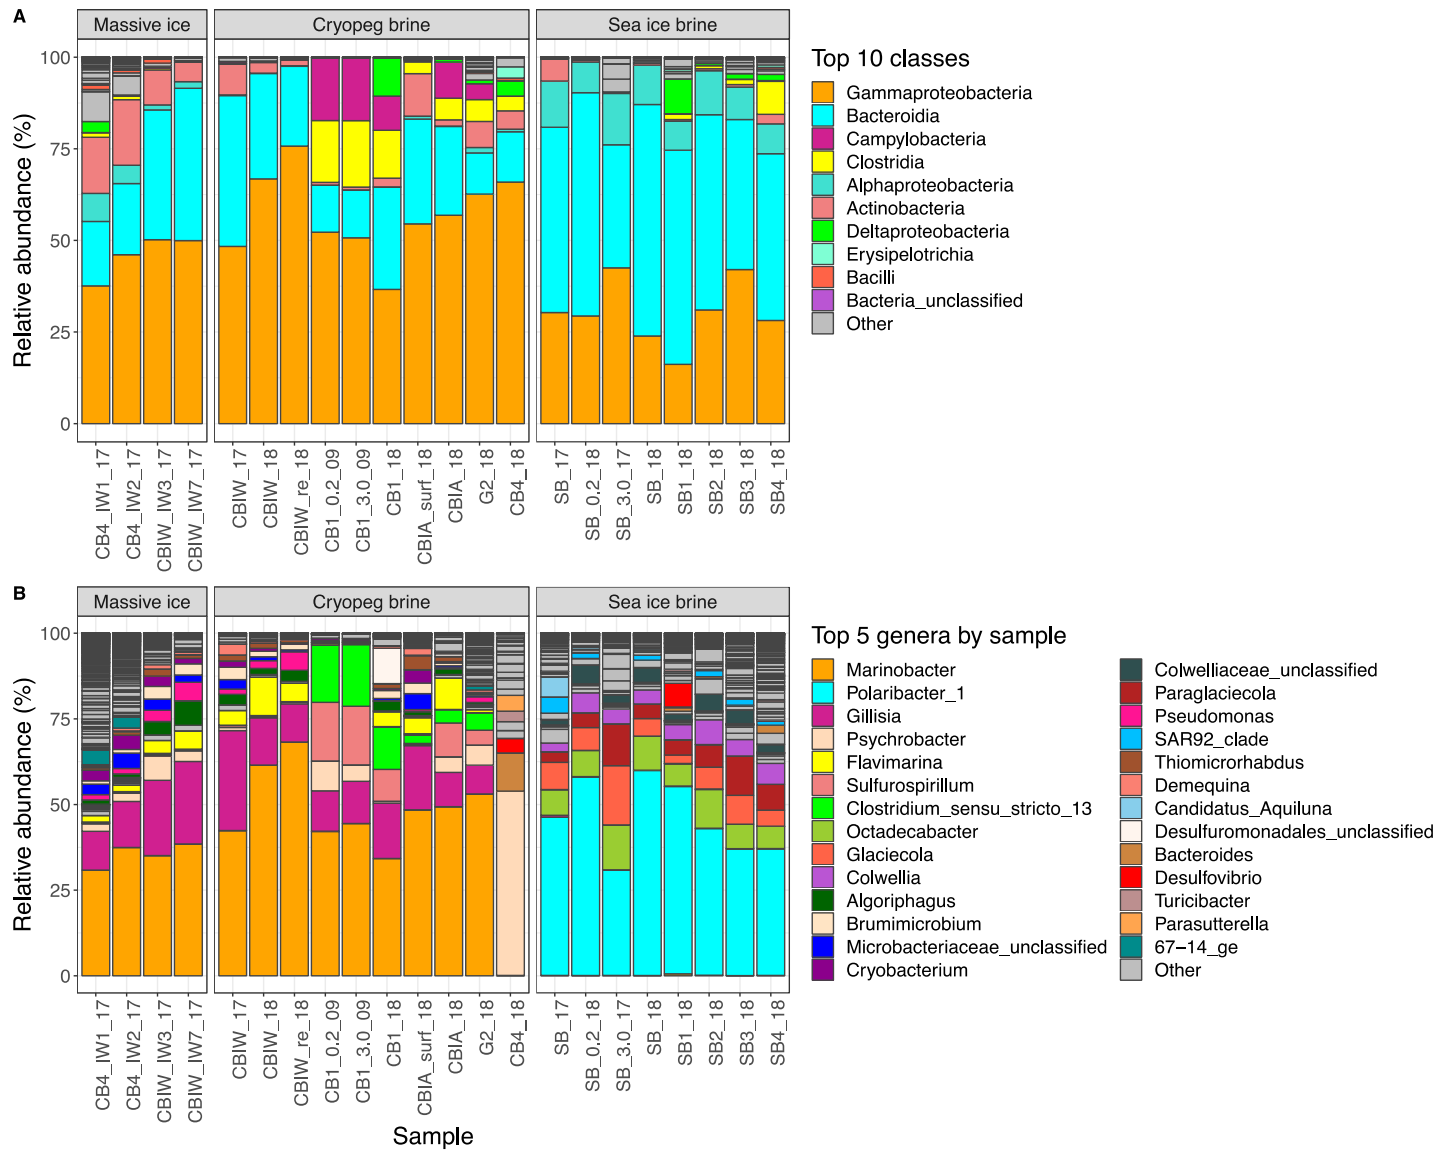 A
Massive ice
Cryopeg brine
Sea ice brine
Relative abundance (%)
100
75
50
25
0
CB4_IW1_17
CB4_IW2_17
CBIW_IW3_17
CBIW_IW7_17
CBIW_17
CBIW_18
CBIW_re_18
CB1_0.2_09
CB1_3.0_09
CB1_18
CBIA_surf_18
CBIA_18
G2_18
CB4_18
SB_17
SB_0.2_18
SB_3.0_17
SB_18
SB1_18
SB2_18
SB3_18
SB4_18
Top 10 classes
Gammaproteobacteria
Bacteroidia
Campylobacteria
Clostridia
Alphaproteobacteria
Actinobacteria
Deltaproteobacteria
Erysipelotrichia
Bacilli
Bacteria_unclassified
Other
B
Massive ice
Cryopeg brine
Sea ice brine
Relative abundance (%)
100
75
50
25
0
CB4_IW1_17
CB4_IW2_17
CBIW_IW3_17
CBIW_IW7_17
CBIW_17
CBIW_18
CBIW_re_18
CB1_0.2_09
CB1_3.0_09
CB1_18
CBIA_surf_18
CBIA_18
G2_18
CB4_18
SB_17
SB_0.2_18
SB_3.0_17
SB_18
SB1_18
SB2_18
SB3_18
SB4_18
Sample
Top 5 genera by sample
Marinobacter
Polaribacter_1
Gillisia
Psychrobacter
Flavimarina
Sulfurospirillum
Clostridium_sensu_stricto_13
Octadecabacter
Glaciecola
Colwellia
Algoriphagus
Brumimicrobium
Microbacteriaceae_unclassified
Cryobacterium
Colwelliaceae_unclassified
Paraglaciecola
Pseudomonas
SAR92_clade
Thiomicrorhabdus
Demequina
Candidatus_Aquiluna
Desulfuromonadales_unclassified
Bacteroides
Desulfovibrio
Turicibacter
Parasutterella
67−14_ge
Other